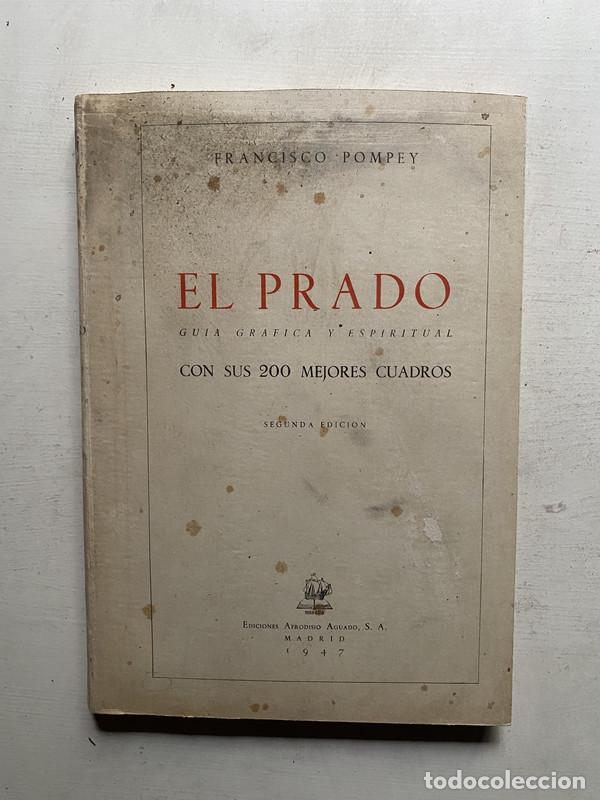 FRANCISCO POMPEY
EL PRADO
GUIA GRAFICA Y ESPIRITUAL
CON SUS 200 MEJORES CUADROS
SEGUNDA EDICION
EDICIONES AFRODISIO AGUADO, S. A.
MADRID
1947
todocoleccion.net